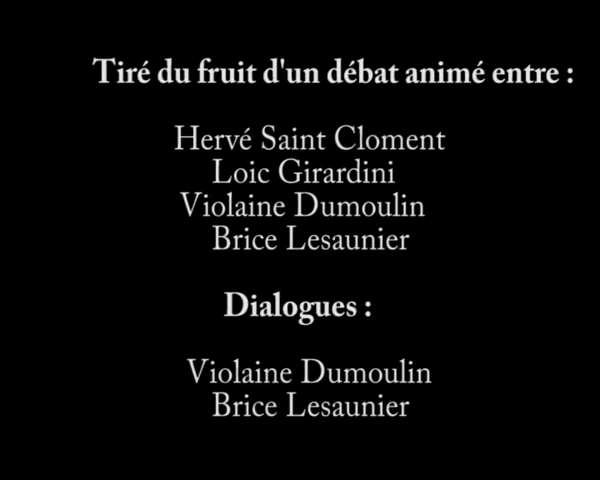 Tiré du fruit d'un débat animé entre :
Hervé Saint Cloment
Loic Girardini
Violaine Dumoulin
Brice Lesaunier
Dialogues :
Violaine Dumoulin
Brice Lesaunier